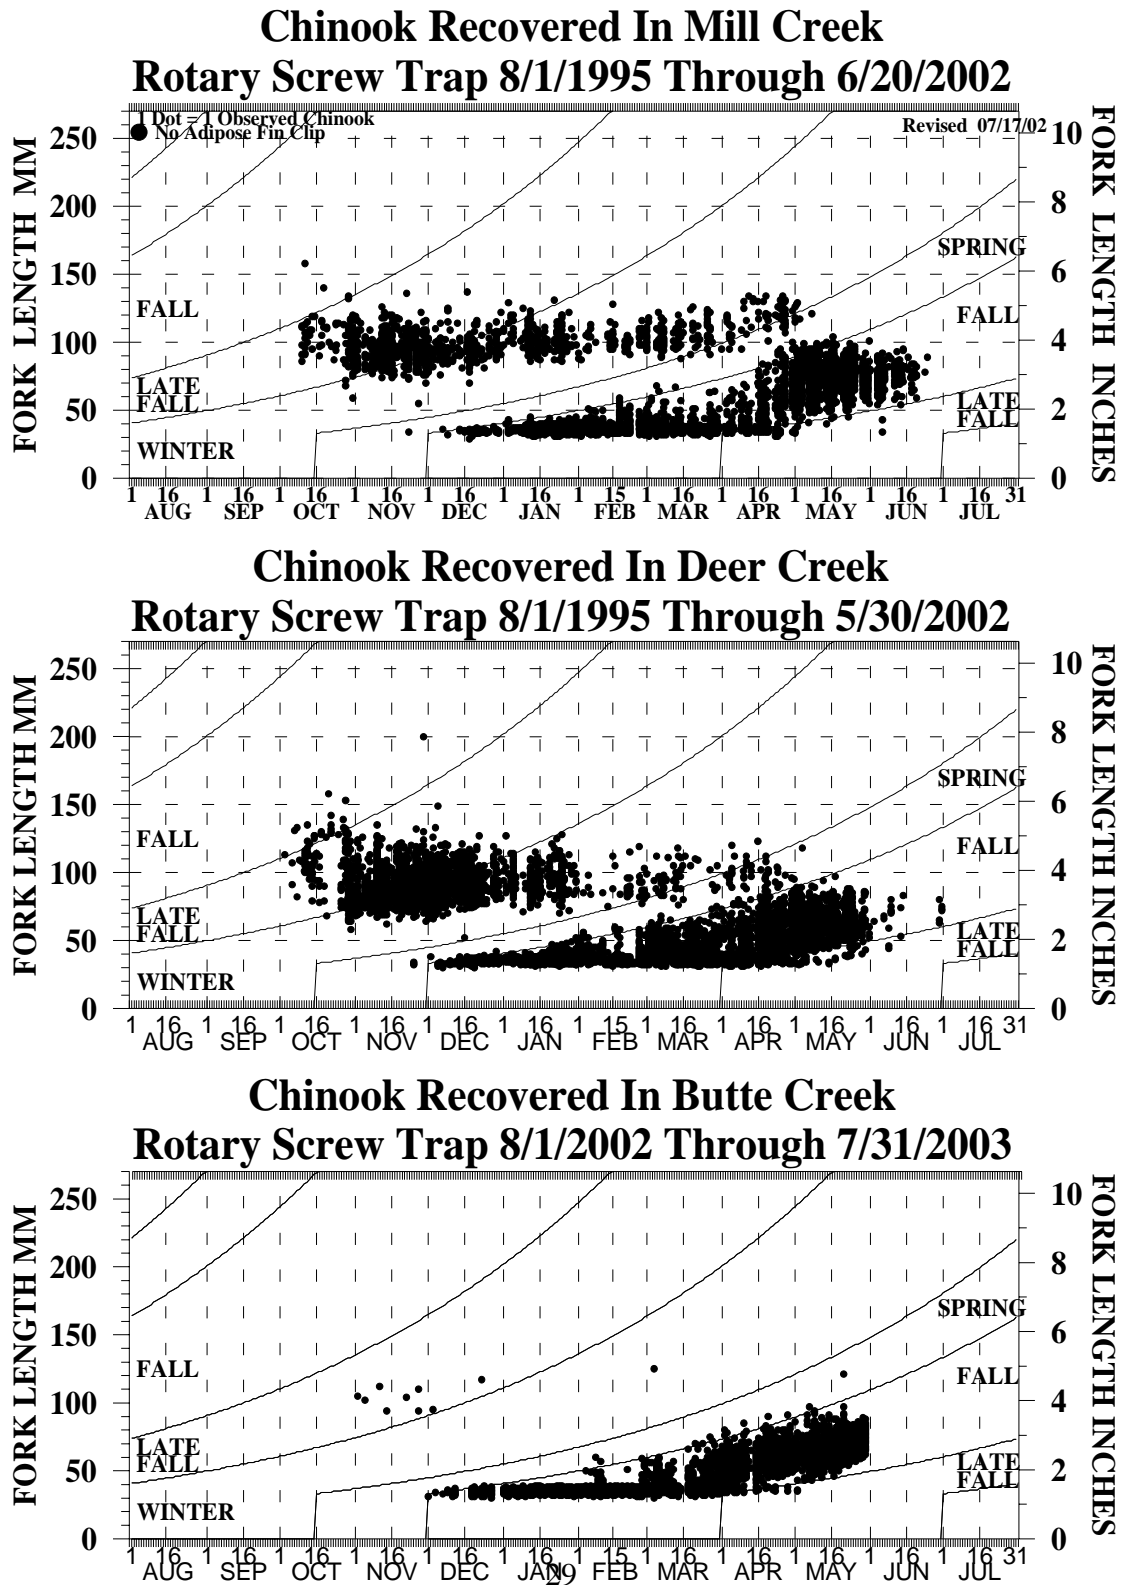 Chinook Recovered In Mill Creek
Rotary Screw Trap 8/1/1995 Through 6/20/2002
1 Dot = 1 Observed Chinook
No Adipose Fin Clip
Revised 07/17/02
FORK LENGTH MM
250
200
150
100
50
0
FALL
LATE
FALL
WINTER
SPRING
FALL
LATE
FALL
10
8
6
4
2
0
FORK LENGTH INCHES
1 16 1 16 1 16 1 16 1 16 1 16 1 15 1 16 1 16 1 16 1 16 1 16 31
AUG SEP OCT NOV DEC JAN FEB MAR APR MAY JUN JUL
Chinook Recovered In Deer Creek
Rotary Screw Trap 8/1/1995 Through 5/30/2002
FORK LENGTH MM
250
200
150
100
50
0
FALL
LATE
FALL
WINTER
SPRING
FALL
LATE
FALL
10
8
6
4
2
0
FORK LENGTH INCHES
1 16 1 16 1 16 1 16 1 16 1 16 1 15 1 16 1 16 1 16 1 16 1 16 31
AUG SEP OCT NOV DEC JAN FEB MAR APR MAY JUN JUL
Chinook Recovered In Butte Creek
Rotary Screw Trap 8/1/2002 Through 7/31/2003
FORK LENGTH MM
250
200
150
100
50
0
FALL
LATE
FALL
WINTER
SPRING
FALL
LATE
FALL
10
8
6
4
2
0
FORK LENGTH INCHES
1 16 1 16 1 16 1 16 1 16 1 16 1 15 1 16 1 16 1 16 1 16 1 16 31
AUG SEP OCT NOV DEC JAN FEB MAR APR MAY JUN JUL
29